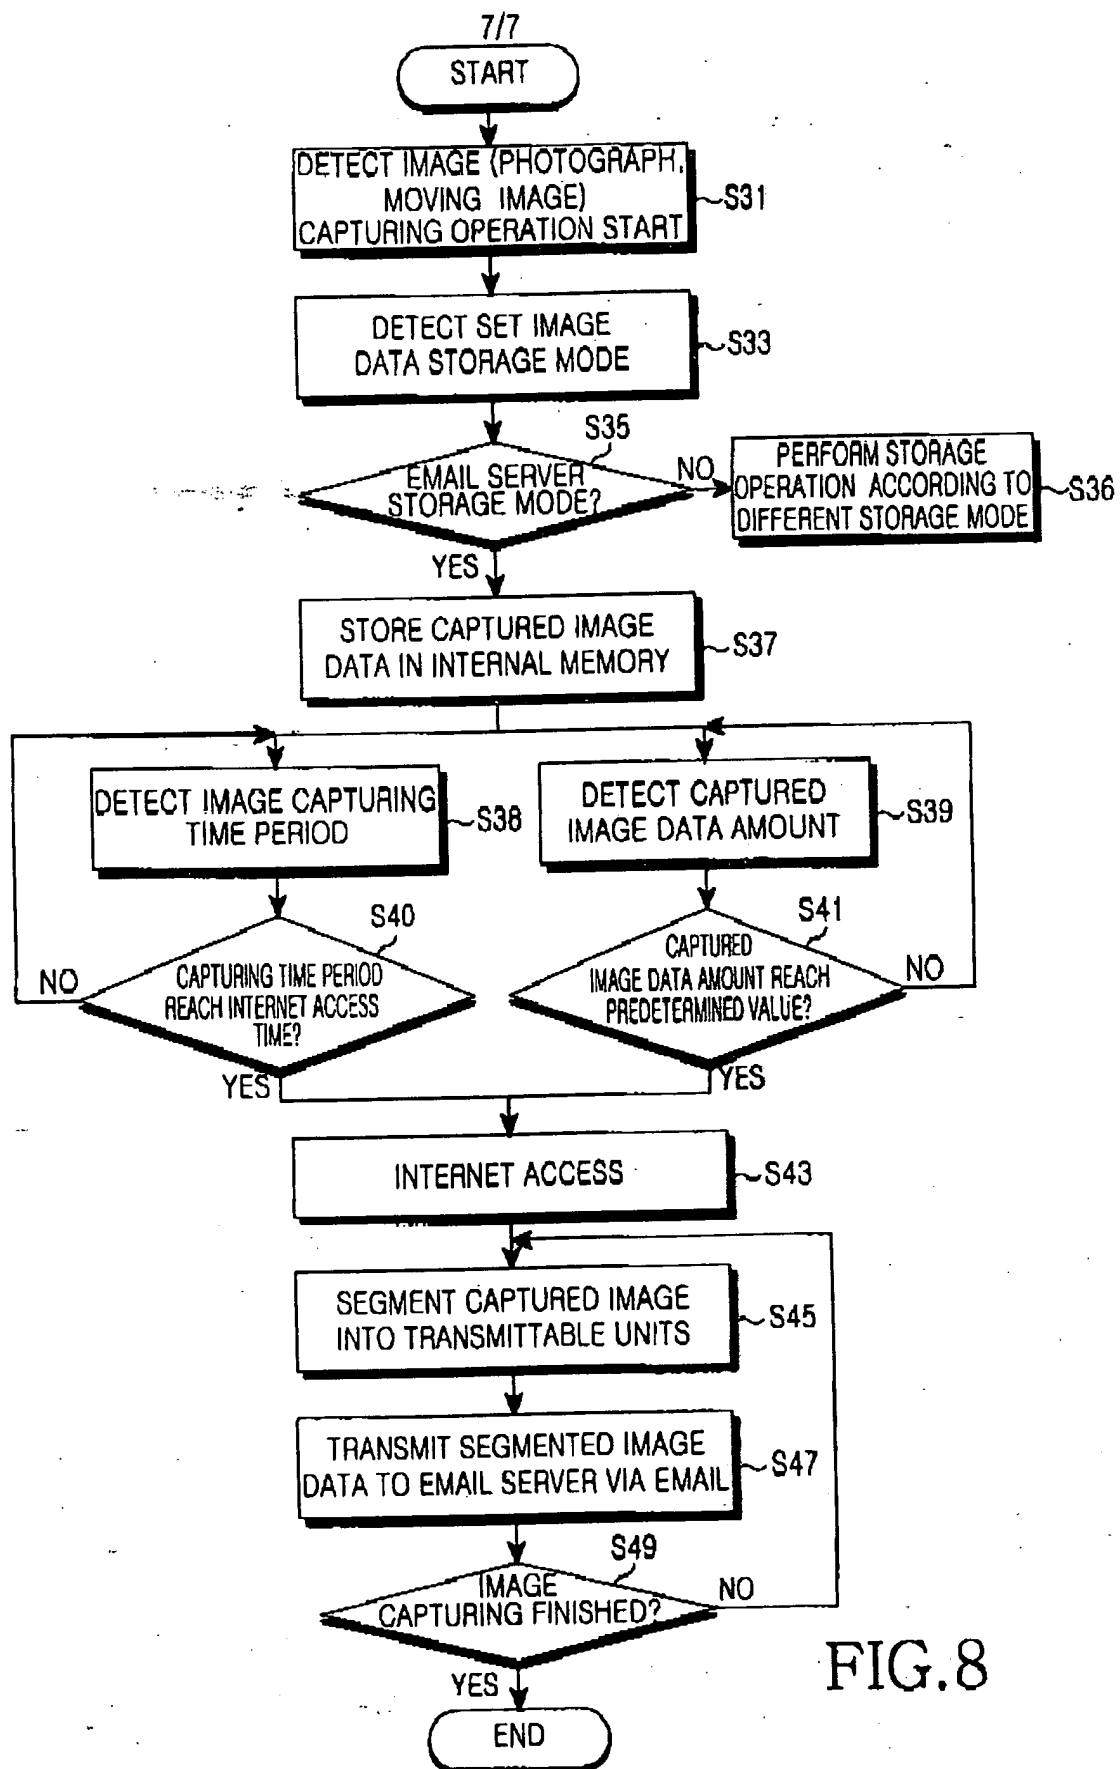 7/7
START
DETECT IMAGE (PHOTOGRAPH,
MOVING IMAGE)
CAPTURING OPERATION START
S31
DETECT SET IMAGE
DATA STORAGE MODE
S33
S35
EMAIL SERVER
STORAGE MODE?
NO
PERFORM STORAGE
OPERATION ACCORDING TO
DIFFERENT STORAGE MODE
S36
YES
STORE CAPTURED IMAGE
DATA IN INTERNAL MEMORY
S37
DETECT IMAGE CAPTURING
TIME PERIOD
S38
DETECT CAPTURED
IMAGE DATA AMOUNT
S39
S40
CAPTURING TIME PERIOD
REACH INTERNET ACCESS
TIME?
NO
YES
S41
CAPTURED
IMAGE DATA AMOUNT REACH
PREDETERMINED VALUE?
NO
YES
INTERNET ACCESS
S43
SEGMENT CAPTURED IMAGE
INTO TRANSMITTABLE UNITS
S45
TRANSMIT SEGMENTED IMAGE
DATA TO EMAIL SERVER VIA EMAIL
S47
S49
IMAGE
CAPTURING FINISHED?
NO
YES
END
FIG.8